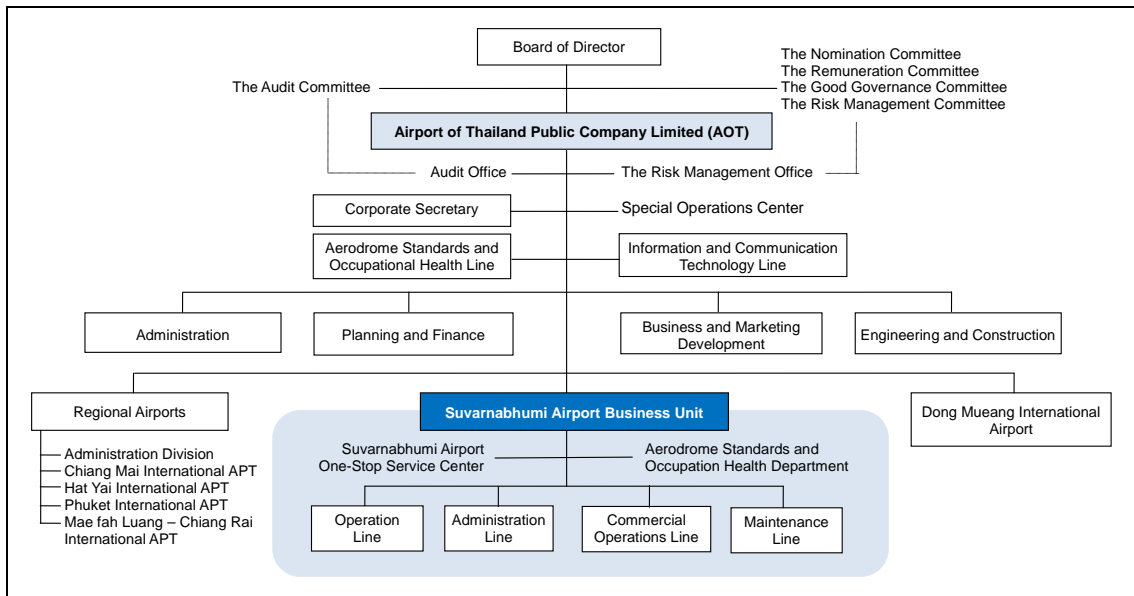 Board of Director
The Nomination Committee
The Remuneration Committee
The Audit Committee
The Good Governance Committee
The Risk Management Committee
Airport of Thailand Public Company Limited (AOT)
Audit Office
The Risk Management Office
Corporate Secretary
Special Operations Center
Aerodrome Standards and
Occupational Health Line
Information and Communication
Technology Line
Administration
Planning and Finance
Business and Marketing
Development
Engineering and Construction
Regional Airports
Suvarnabhumi Airport Business Unit
Dong Mueang International
Airport
Administration Division
Chiang Mai International APT
Hat Yai International APT
Phuket International APT
Mae fah Luang – Chiang Rai
International APT
Suvarnabhumi Airport
One-Stop Service Center
Aerodrome Standards and
Occupation Health Department
Operation
Line
Administration
Line
Commercial
Operations Line
Maintenance
Line